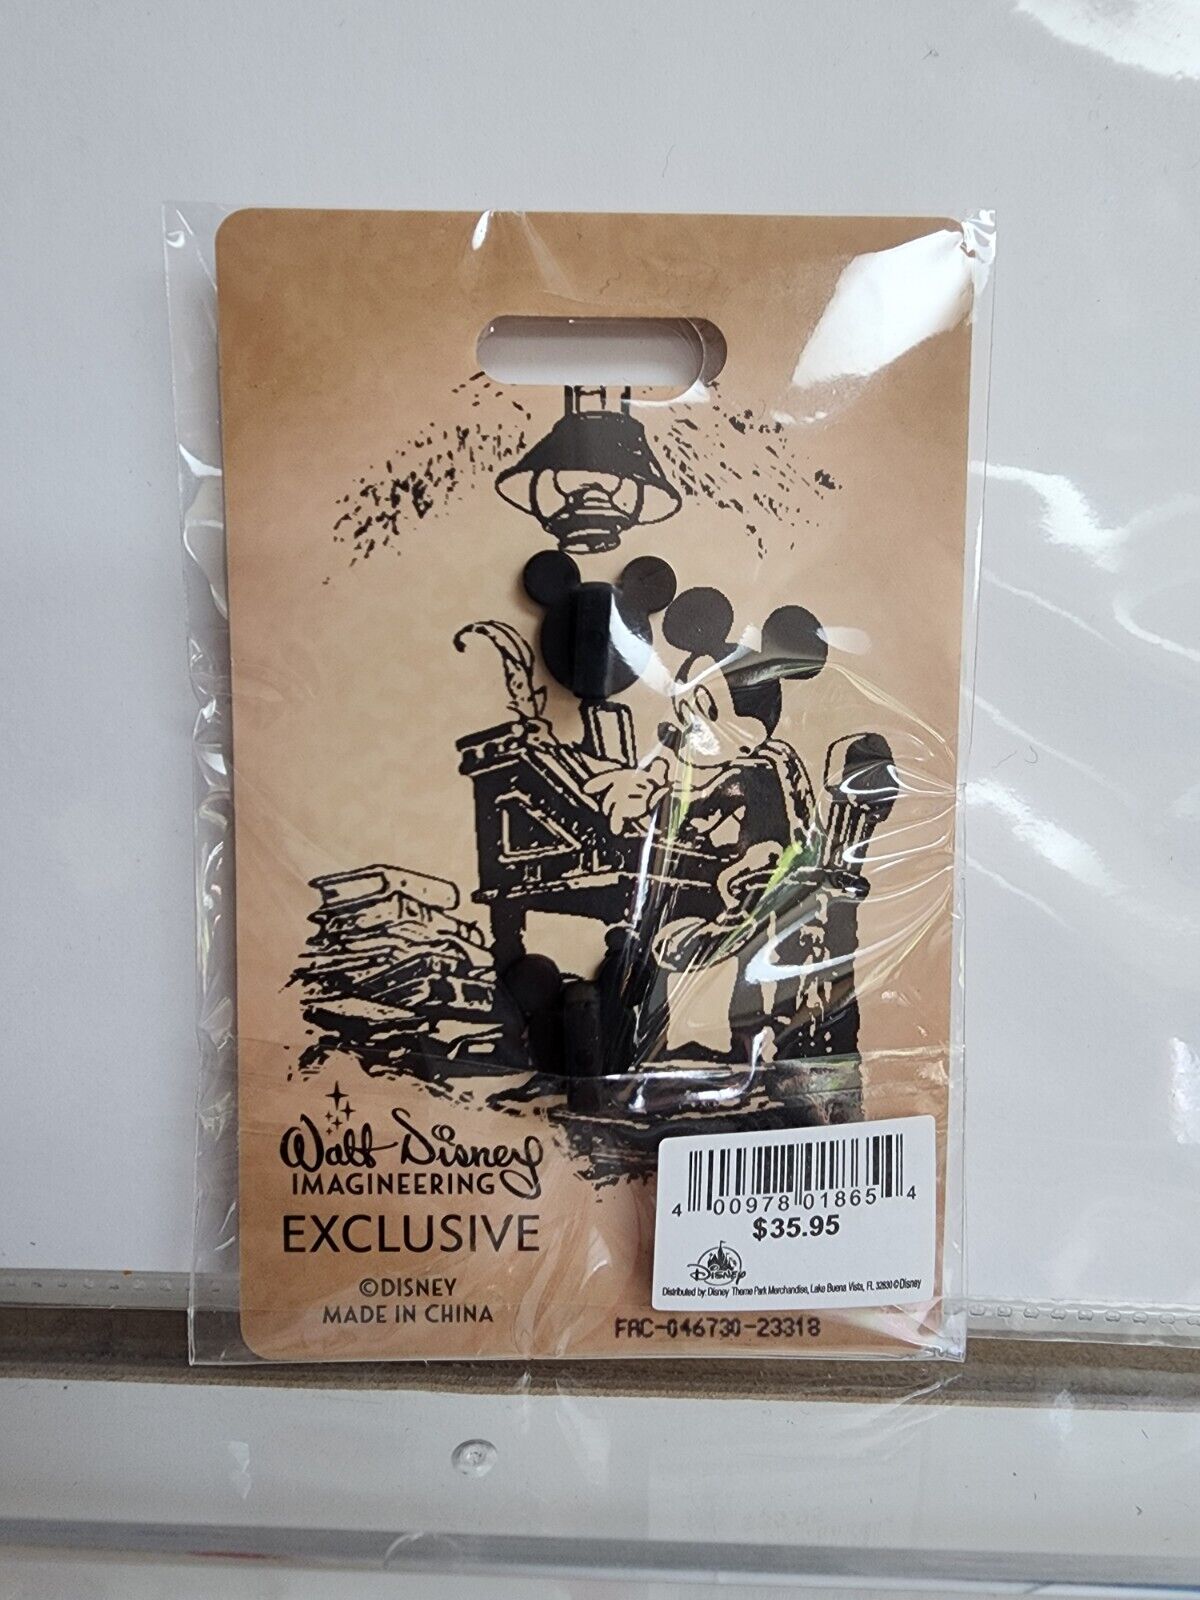 Walt Disney
IMAGINEERING
EXCLUSIVE
©DISNEY
MADE IN CHINA
4 00978 01865 4
$35.95
Disney
Distributed by: Disney Theme Park Merchandise, Lake Buena Vista, FL 32830 © Disney
FAC-046730-23318